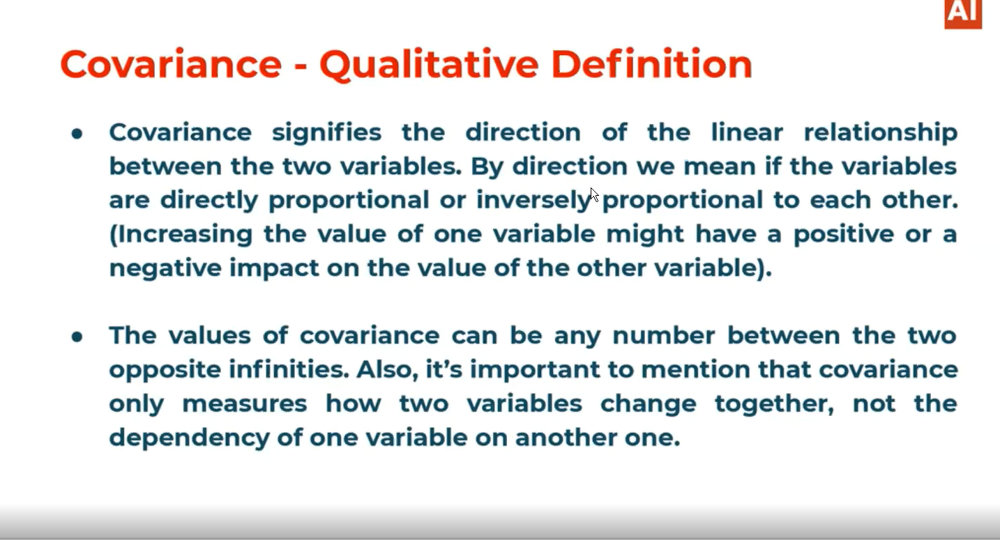 AI
Covariance - Qualitative Definition
● Covariance signifies the direction of the linear relationship
between the two variables. By direction we mean if the variables
are directly proportional or inversely proportional to each other.
(Increasing the value of one variable might have a positive or a
negative impact on the value of the other variable).
● The values of covariance can be any number between the two
opposite infinities. Also, it's important to mention that covariance
only measures how two variables change together, not the
dependency of one variable on another one.